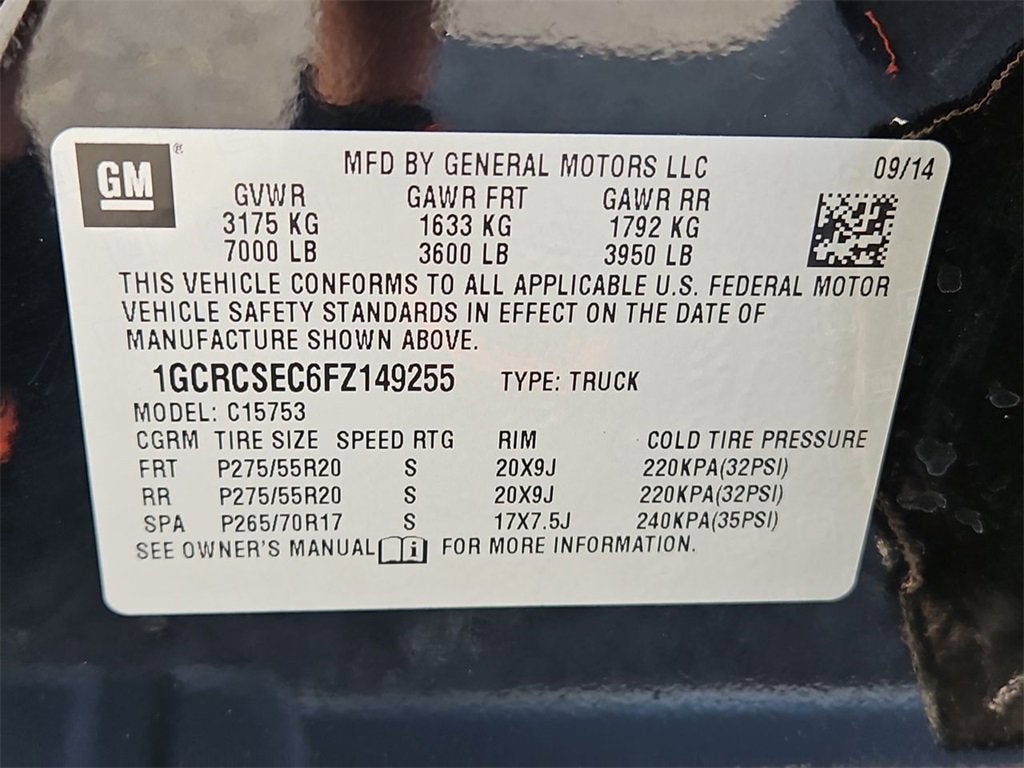 GM
MFD BY GENERAL MOTORS LLC 09/14
GVWR GAWR FRT GAWR RR
3175 KG 1633 KG 1792 KG
7000 LB 3600 LB 3950 LB
THIS VEHICLE CONFORMS TO ALL APPLICABLE U.S. FEDERAL MOTOR
VEHICLE SAFETY STANDARDS IN EFFECT ON THE DATE OF
MANUFACTURE SHOWN ABOVE.
1GCRCSEC6FZ149255 TYPE: TRUCK
MODEL: C15753
CGRM TIRE SIZE SPEED RTG RIM COLD TIRE PRESSURE
FRT P275/55R20 S 20X9J 220KPA(32PSI)
RR P275/55R20 S 20X9J 220KPA(32PSI)
SPA P265/70R17 S 17X7.5J 240KPA(35PSI)
SEE OWNER'S MANUAL i FOR MORE INFORMATION.